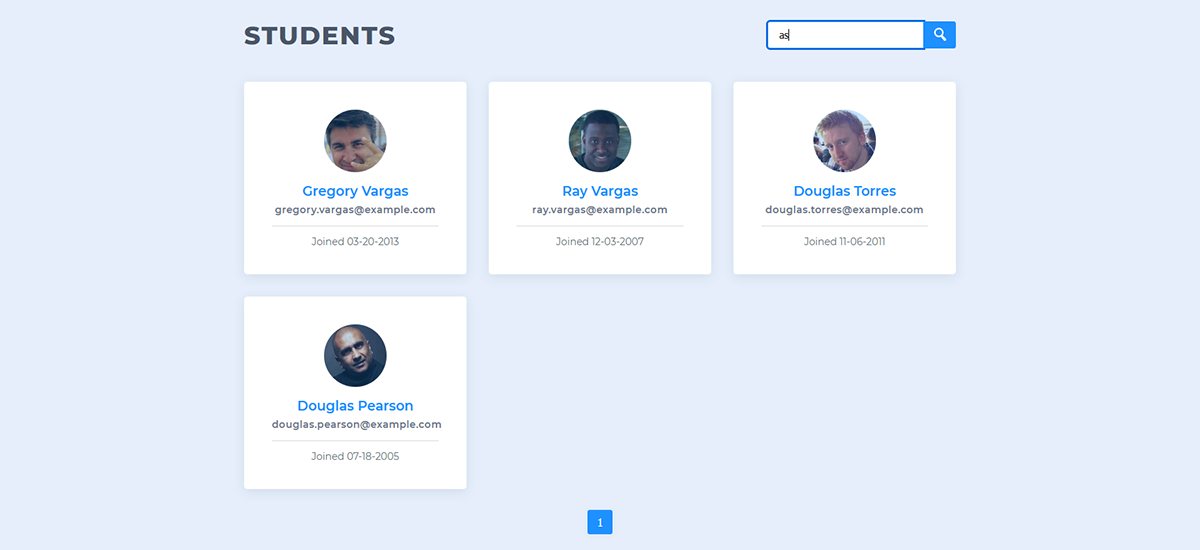 STUDENTS
as
Gregory Vargas
gregory.vargas@example.com
Joined 03-20-2013
Ray Vargas
ray.vargas@example.com
Joined 12-03-2007
Douglas Torres
douglas.torres@example.com
Joined 11-06-2011
Douglas Pearson
douglas.pearson@example.com
Joined 07-18-2005
1